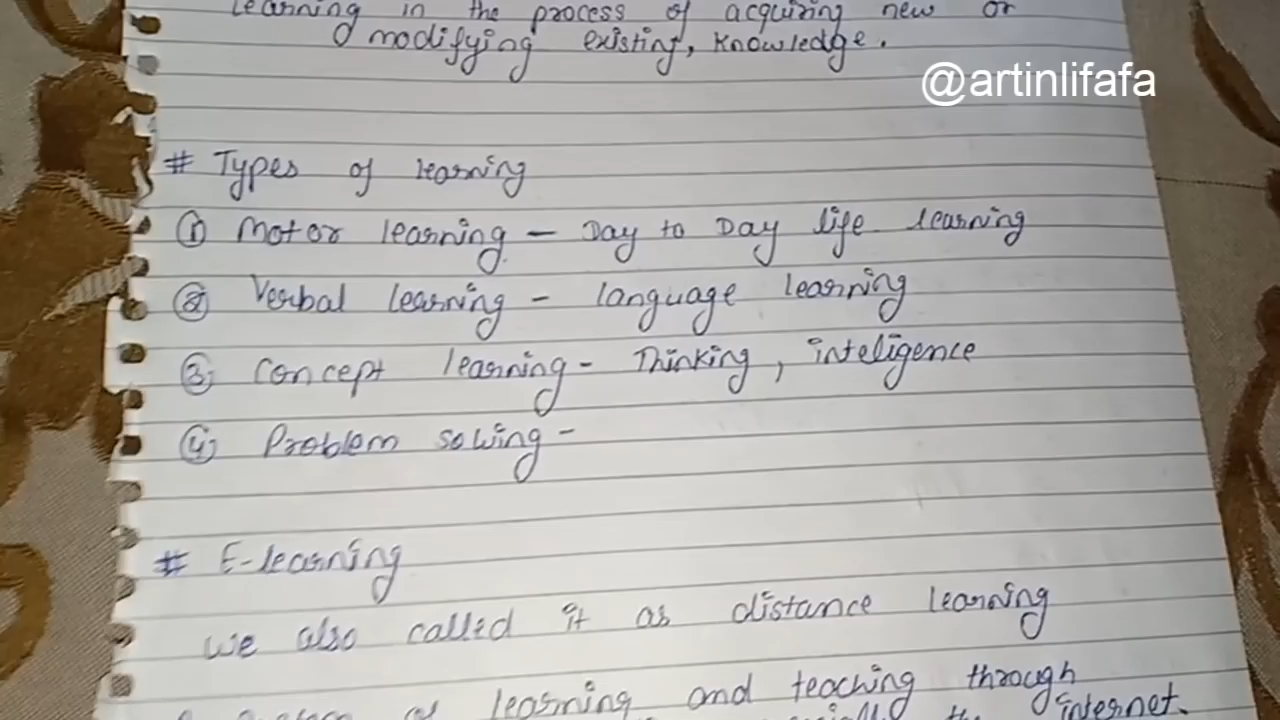 Learning in the process of acquiring new or
modifying existing, knowledge.
@artinlifafa
# Types of learning
① Motor learning - Day to Day life learning
② Verbal learning - language learning
③ Concept learning - Thinking, inteligence
④ Problem solving -
# E-learning
We also called it as distance learning
learning and teaching through
the internet.